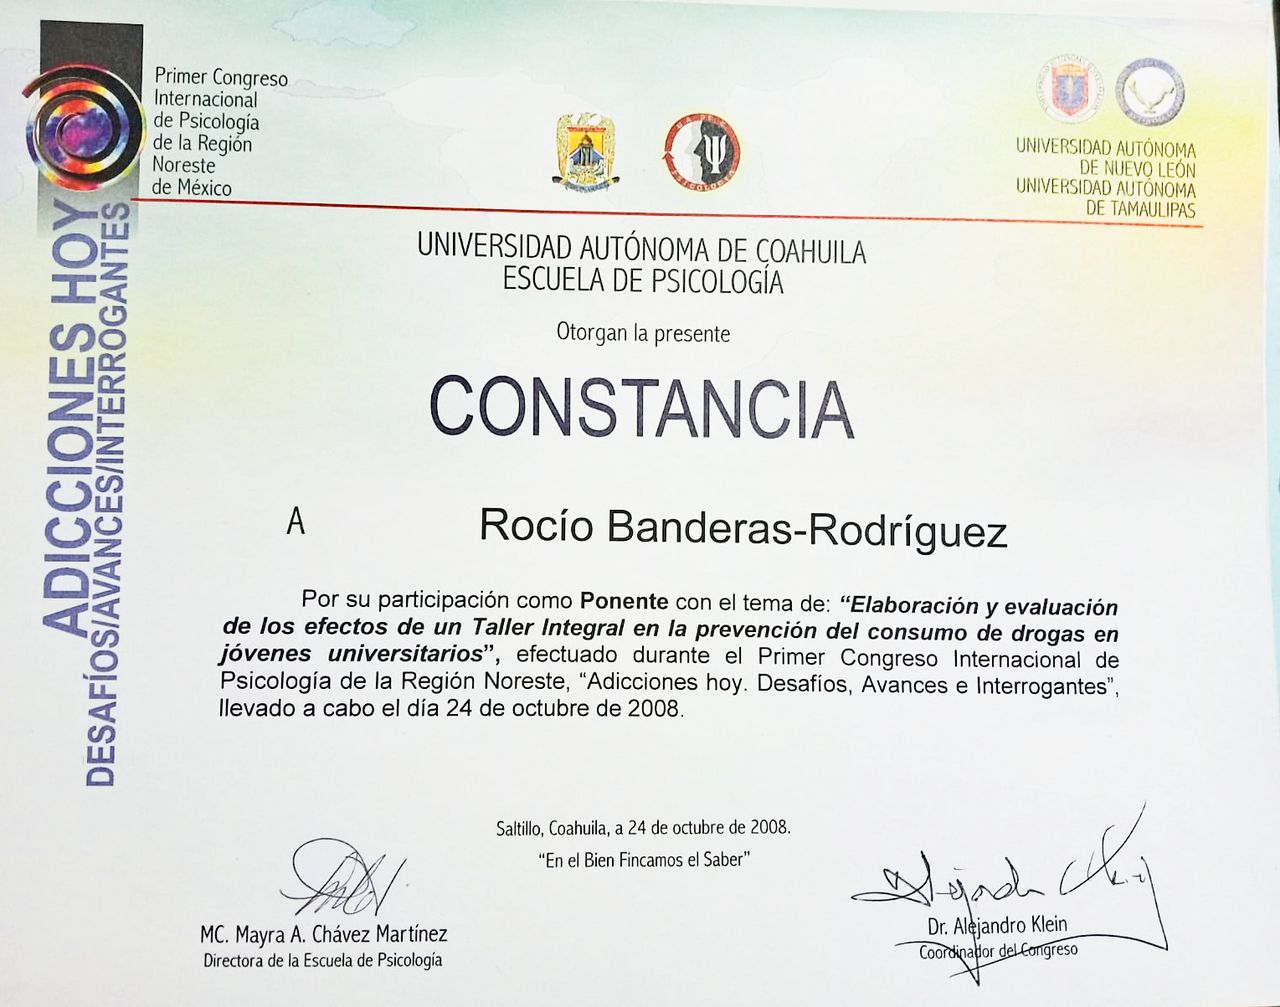 Primer Congreso
Internacional
de Psicología
de la Región
Noreste
de México
ADICCIONES HOY
DESAFÍOS/AVANCES/INTERROGANTES
UNIVERSIDAD AUTÓNOMA
DE NUEVO LEÓN
UNIVERSIDAD AUTÓNOMA
DE TAMAULIPAS
UNIVERSIDAD AUTÓNOMA DE COAHUILA
ESCUELA DE PSICOLOGÍA
Otorgan la presente
CONSTANCIA
A Rocío Banderas-Rodríguez
Por su participación como Ponente con el tema de: “Elaboración y evaluación
de los efectos de un Taller Integral en la prevención del consumo de drogas en
jóvenes universitarios”, efectuado durante el Primer Congreso Internacional de
Psicología de la Región Noreste, “Adicciones hoy. Desafíos, Avances e Interrogantes”,
llevado a cabo el día 24 de octubre de 2008.
Saltillo, Coahuila, a 24 de octubre de 2008.
“En el Bien Fincamos el Saber”
MC. Mayra A. Chávez Martínez
Directora de la Escuela de Psicología
Alejandro Klein
Dr. Alejandro Klein
Coordinador del Congreso